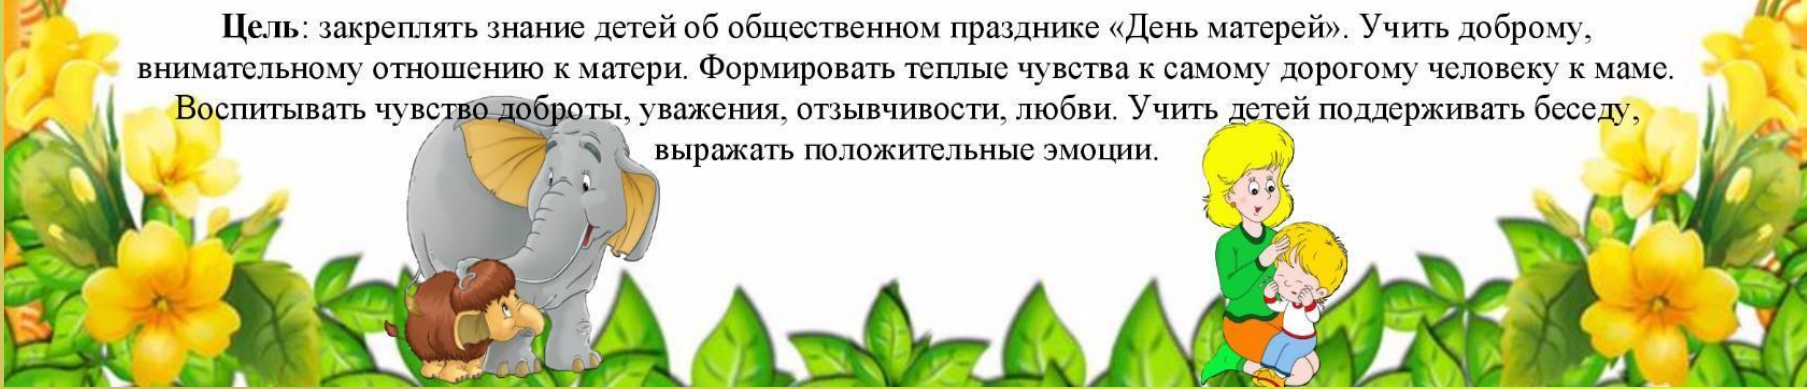 Цель: закреплять знание детей об общественном празднике «День матерей». Учить доброму,
внимательному отношению к матери. Формировать теплые чувства к самому дорогому человеку к маме.
Воспитывать чувство доброты, уважения, отзывчивости, любви. Учить детей поддерживать беседу,
выражать положительные эмоции.